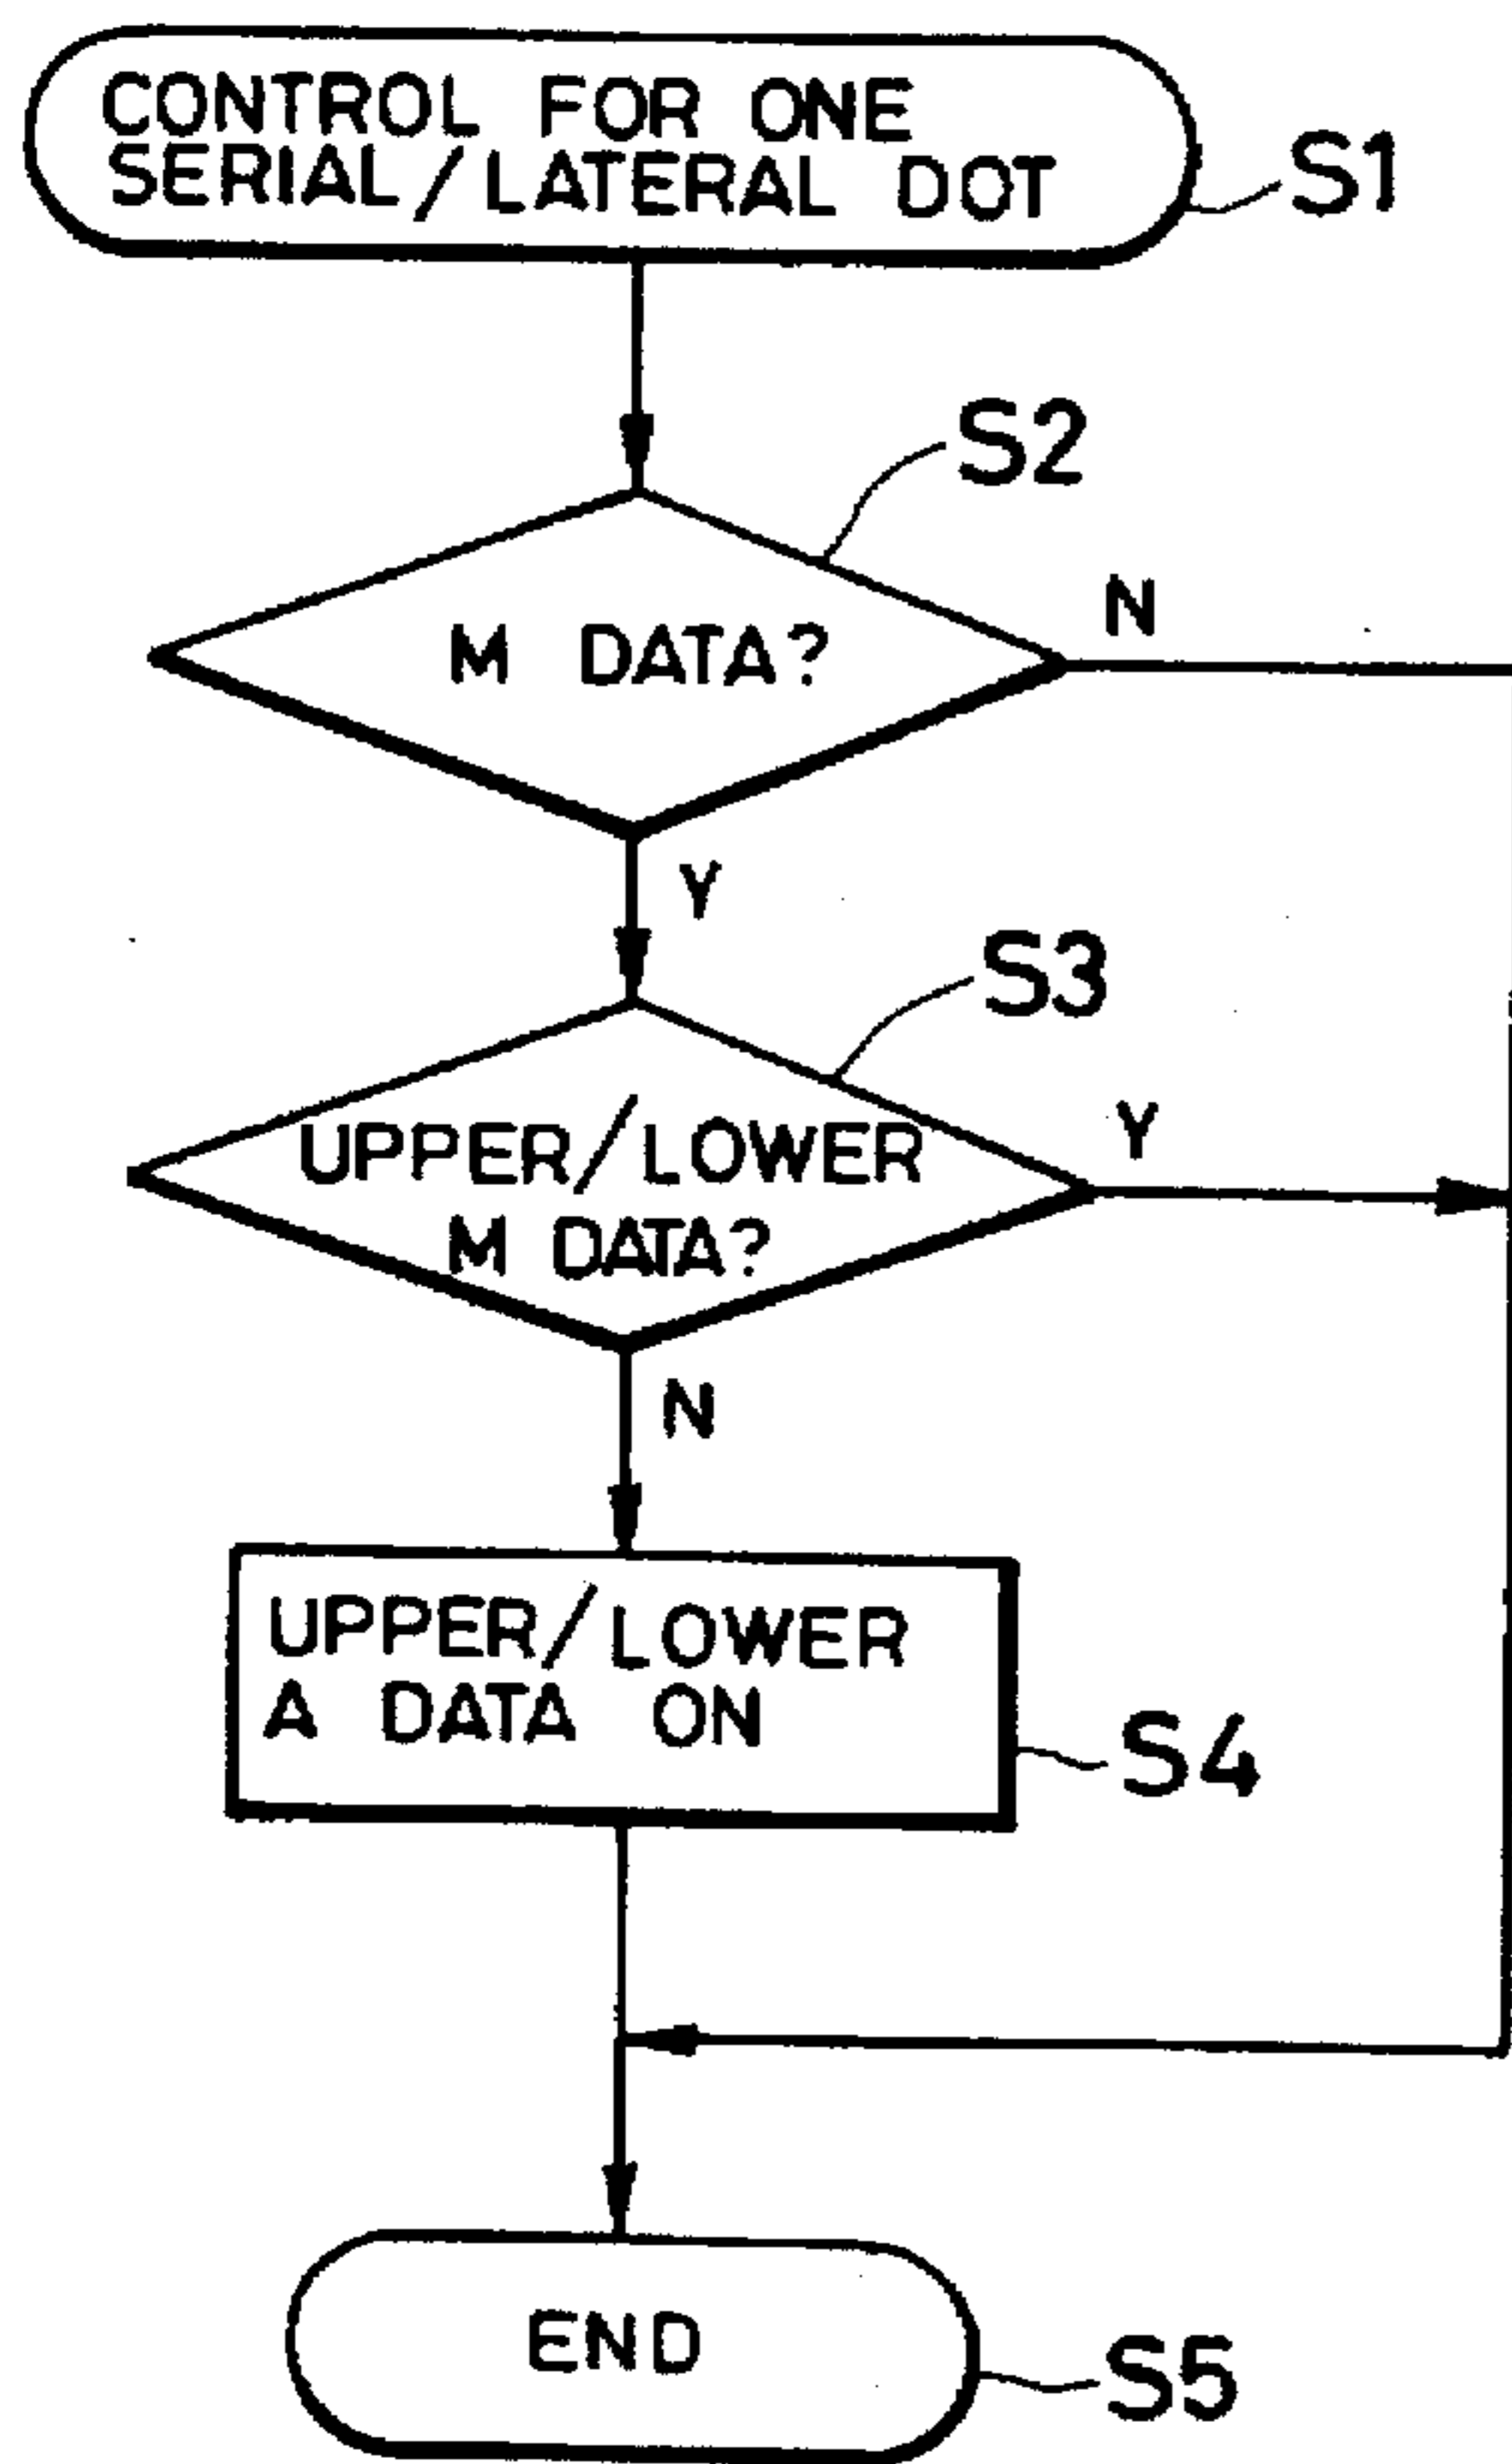 CONTROL FOR ONE
SERIAL/LATERAL DOT
S1
S2
M DATA?
N
Y
S3
UPPER/LOWER
M DATA?
Y
N
UPPER/LOWER
A DATA ON
S4
END
S5